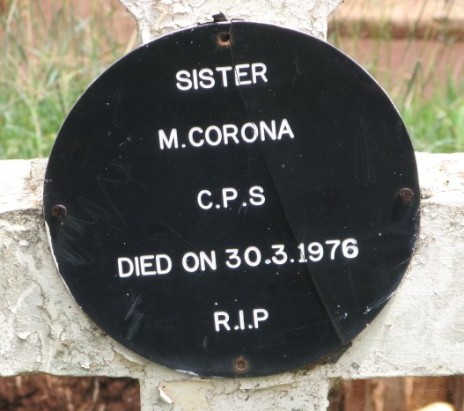 SISTER
M.CORONA
C.P.S
DIED ON 30.3.1976
R.I.P